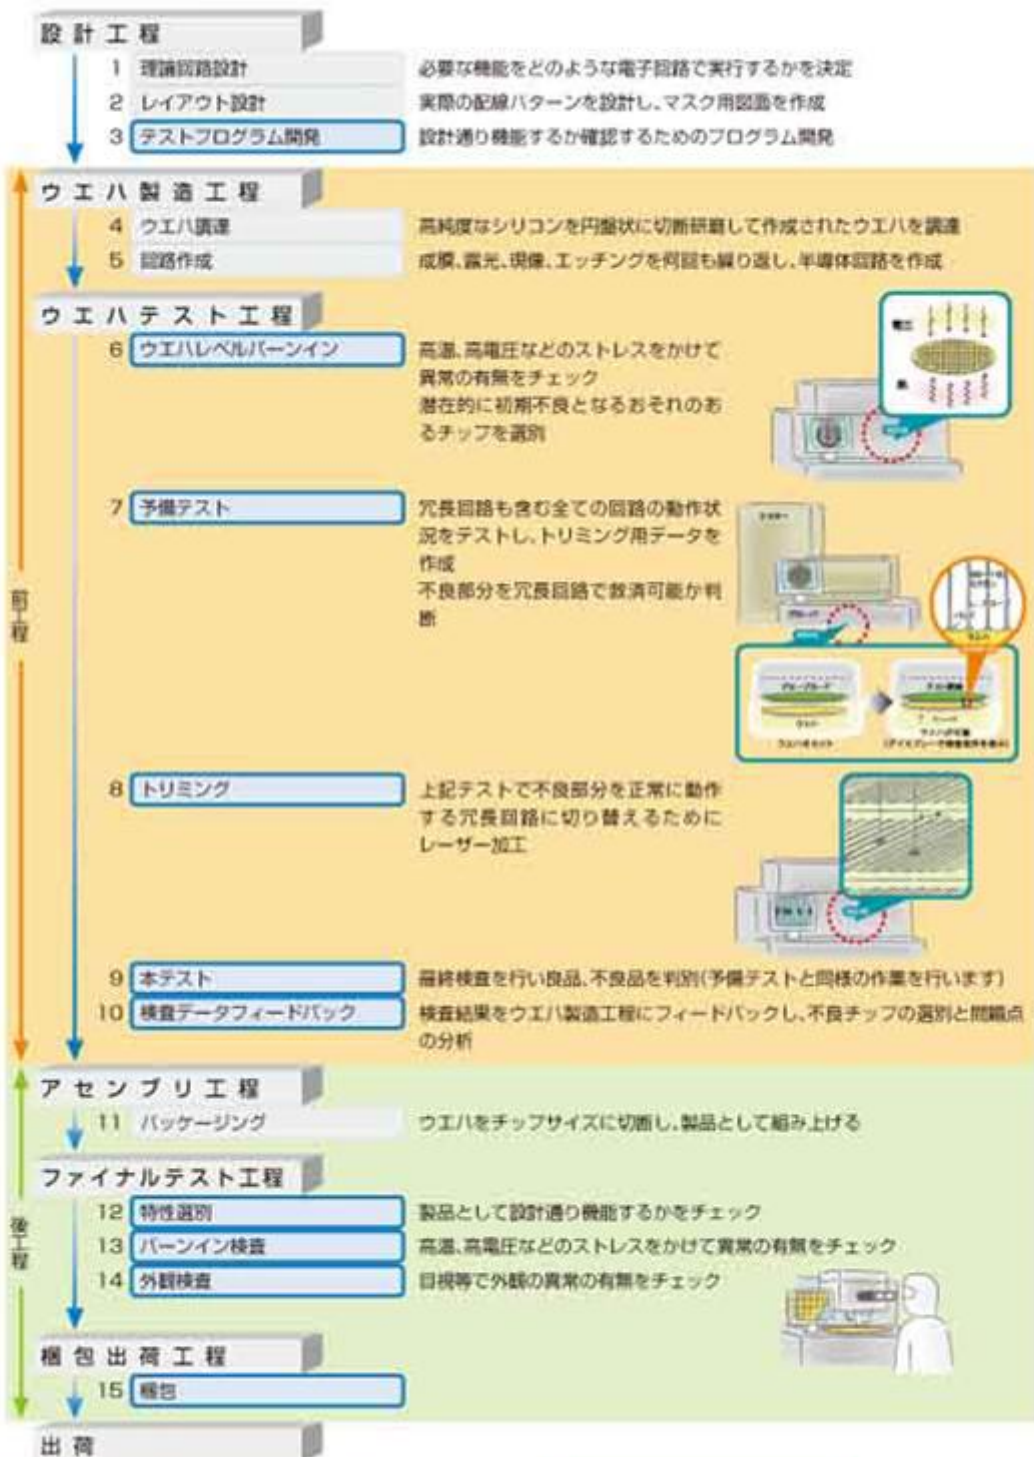 設計工程
1 理論回路設計 必要な機能をどのような電子回路で実行するかを決定
2 レイアウト設計 実際の配線パターンを設計し、マスク用図面を作成
3 テストプログラム開発 設計通り機能するか確認するためのプログラム開発
前工程
ウエハ製造工程
4 ウエハ調達 高純度なシリコンを円盤状に切断研磨して作成されたウエハを調達
5 回路作成 成膜、露光、現像、エッチングを何回も繰り返し、半導体回路を作成
ウエハテスト工程
6 ウエハレベルバーンイン 高温、高電圧などのストレスをかけて
異常の有無をチェック
潜在的に初期不良となるおそれのあ
るチップを選別
電圧
熱
7 予備テスト 冗長回路も含む全ての回路の動作状
況をテストし、トリミング用データを
作成
不良部分を冗長回路で救済可能か判
断
テスター
プローバ
プローブカード
ウエハ
ウエハをセット
8 トリミング 上記テストで不良部分を正常に動作
する冗長回路に切り替えるために
レーザー加工
9 本テスト 最終検査を行い良品、不良品を判別(予備テストと同様の作業を行います)
10 検査データフィードバック 検査結果をウエハ製造工程にフィードバックし、不良チップの選別と問題点
の分析
後工程
アセンブリ工程
11 パッケージング ウエハをチップサイズに切断し、製品として組み上げる
ファイナルテスト工程
12 特性選別 製品として設計通り機能するかをチェック
13 バーンイン検査 高温、高電圧などのストレスをかけて異常の有無をチェック
14 外観検査 目視等で外観の異常の有無をチェック
梱包出荷工程
15 梱包
出荷